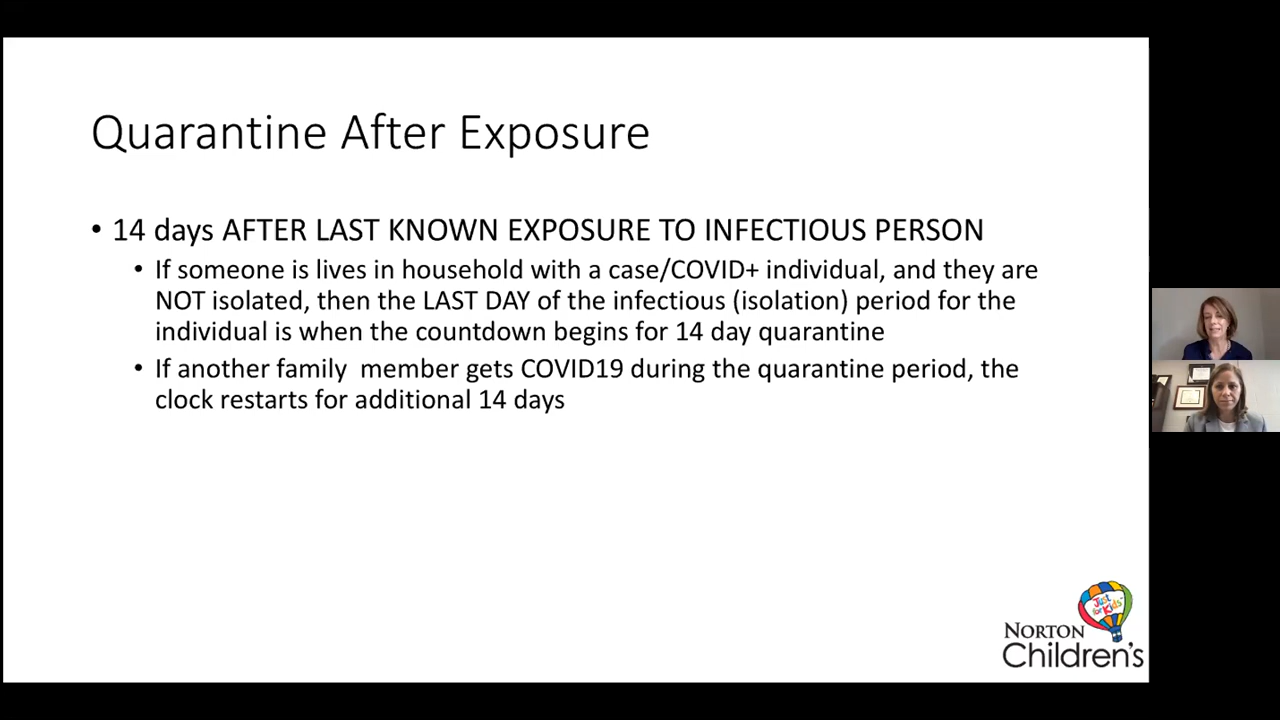 Quarantine After Exposure
• 14 days AFTER LAST KNOWN EXPOSURE TO INFECTIOUS PERSON
• If someone is lives in household with a case/COVID+ individual, and they are
NOT isolated, then the LAST DAY of the infectious (isolation) period for the
individual is when the countdown begins for 14 day quarantine
• If another family  member gets COVID19 during the quarantine period, the
clock restarts for additional 14 days
Just
for Kids
NORTON
Children's